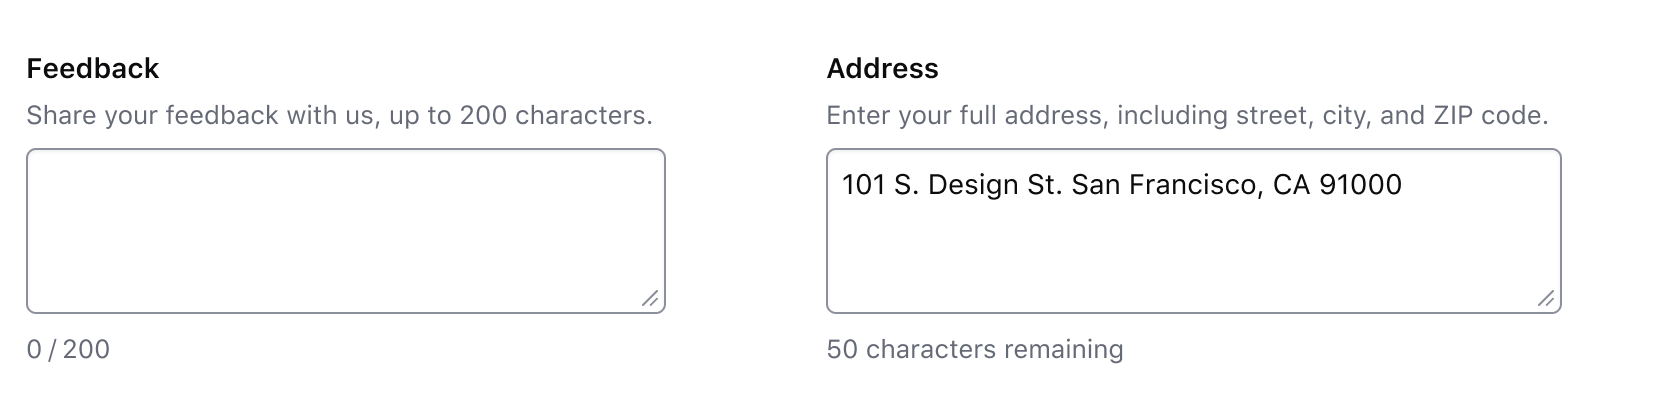 Feedback
Share your feedback with us, up to 200 characters.
0 / 200
Address
Enter your full address, including street, city, and ZIP code.
101 S. Design St. San Francisco, CA 91000
50 characters remaining